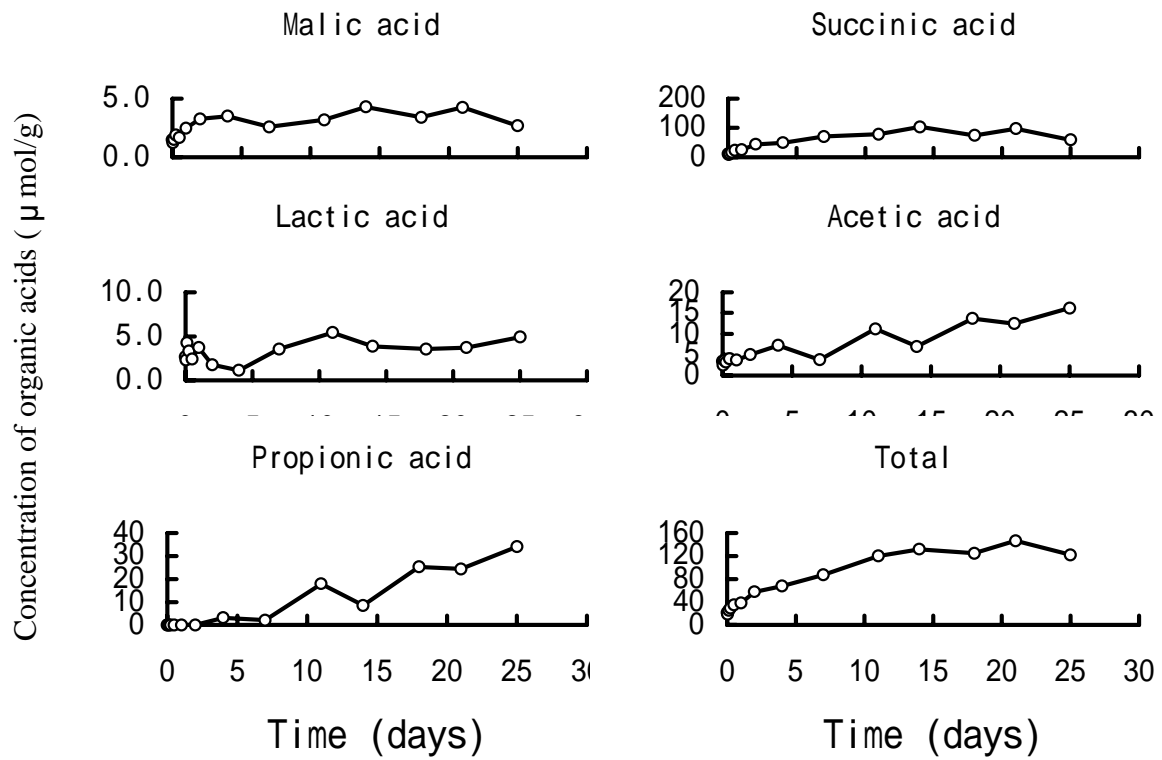 Concentration of organic acids ( μ mol/g)
Malic acid
5.0
0.0
Succinic acid
200
100
0
Lactic acid
10.0
5.0
0.0
Acetic acid
20
15
10
5
0
Propionic acid
40
30
20
10
0
0 5 10 15 20 25
Time (days)
Total
160
120
80
40
0
0 5 10 15 20 25 30
Time (days)